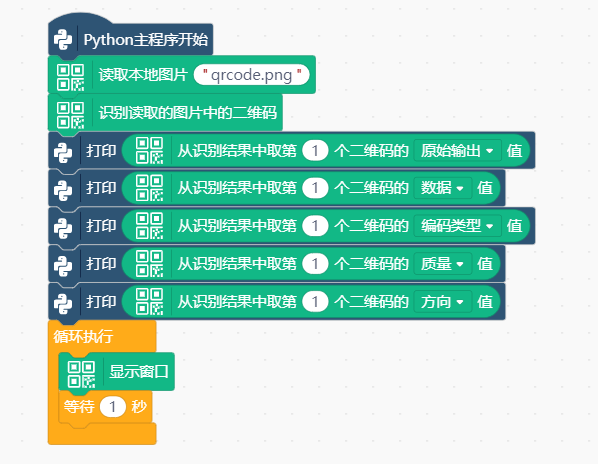 Python主程序开始
读取本地图片 "qrcode.png"
识别读取的图片中的二维码
打印 从识别结果中取第 1 个二维码的 原始输出 值
打印 从识别结果中取第 1 个二维码的 数据 值
打印 从识别结果中取第 1 个二维码的 编码类型 值
打印 从识别结果中取第 1 个二维码的 质量 值
打印 从识别结果中取第 1 个二维码的 方向 值
循环执行
显示窗口
等待 1 秒